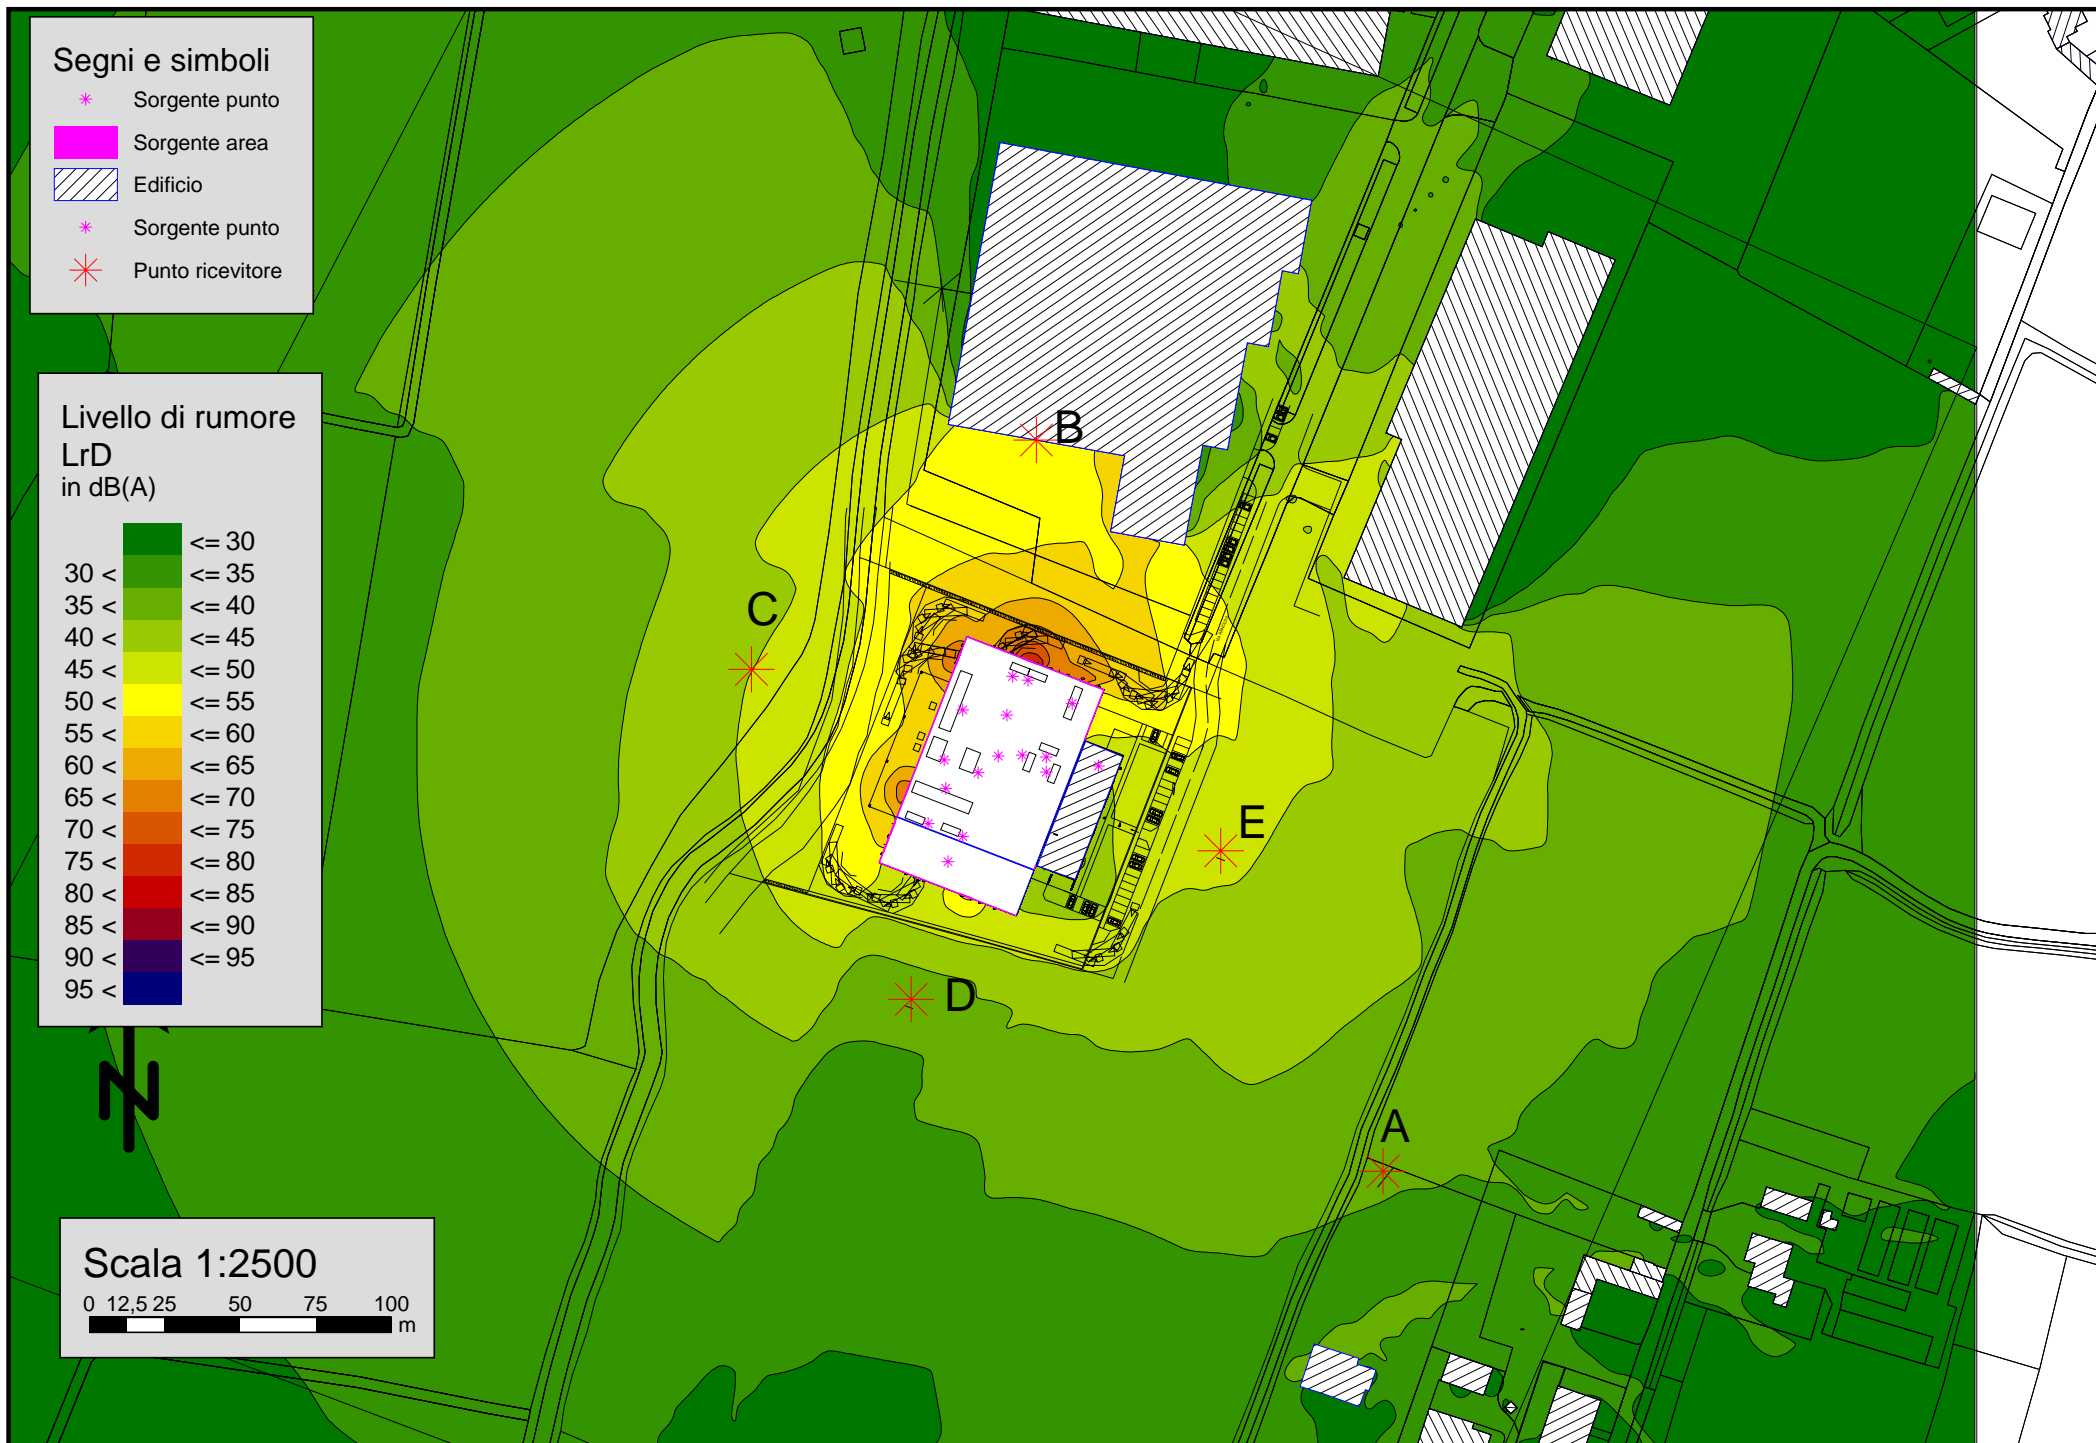 Segni e simboli
Sorgente punto
Sorgente area
Edificio
Sorgente punto
Punto ricevitore
Livello di rumore
LrD
in dB(A)
<= 30
30 < <= 35
35 < <= 40
40 < <= 45
45 < <= 50
50 < <= 55
55 < <= 60
60 < <= 65
65 < <= 70
70 < <= 75
75 < <= 80
80 < <= 85
85 < <= 90
90 < <= 95
95 <
B
C
E
D
A
N
Scala 1:2500
0 12,5 25 50 75 100
m